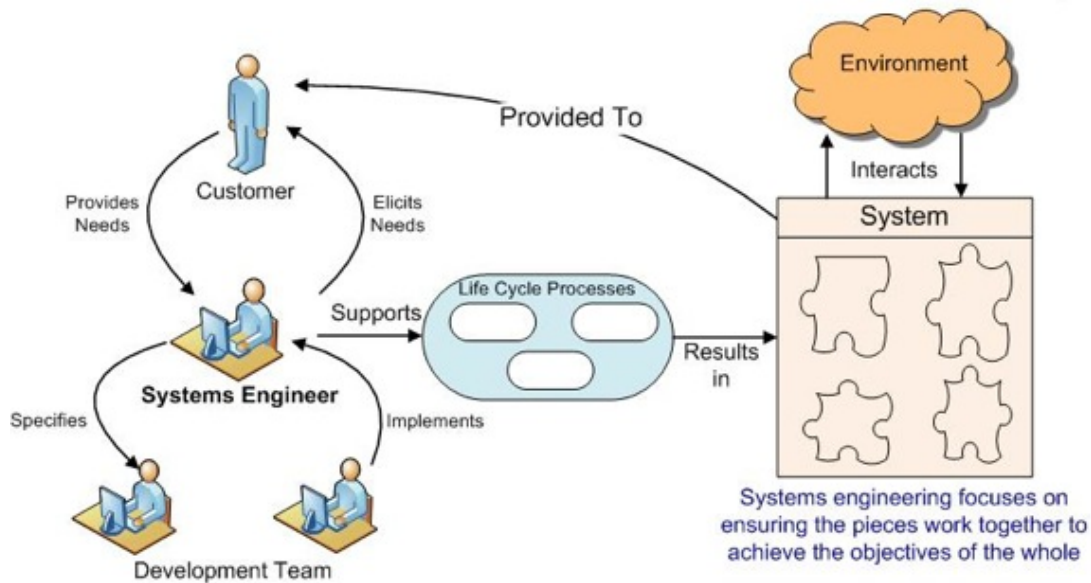 Environment
Provided To
Interacts
Customer
Provides
Needs
Elicits
Needs
System
Life Cycle Processes
Supports
Results
in
Systems Engineer
Specifies
Implements
Development Team
Systems engineering focuses on
ensuring the pieces work together to
achieve the objectives of the whole